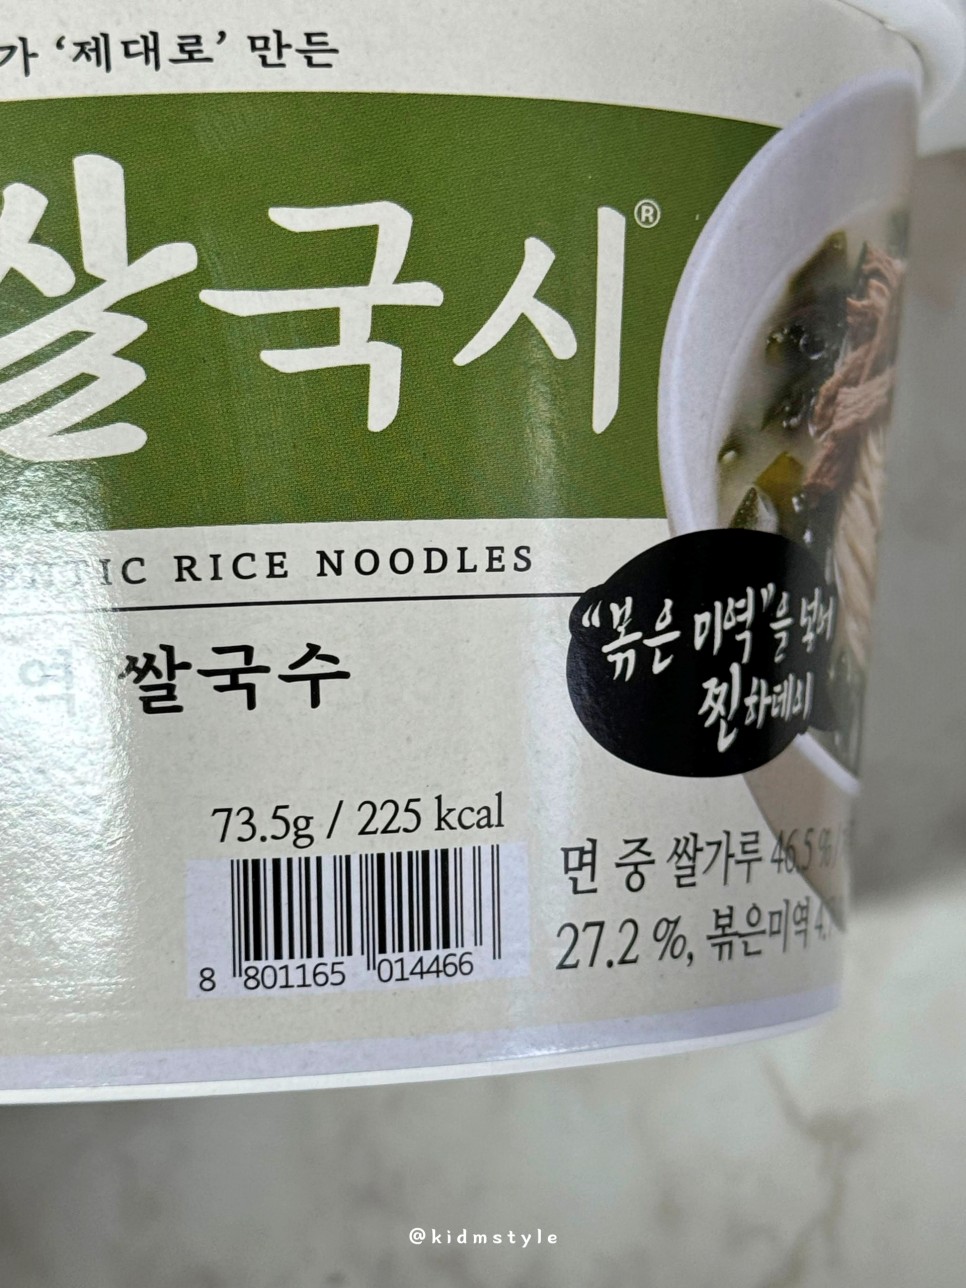 가 ‘제대로’ 만든
쌀국시®
RICE NOODLES
쌀국수
“볶은 미역”을 넣어
찐하데이
73.5g / 225 kcal
면 중 쌀가루 46.5 %
27.2 %, 볶은미역
8 801165 014466
@kidmstyle